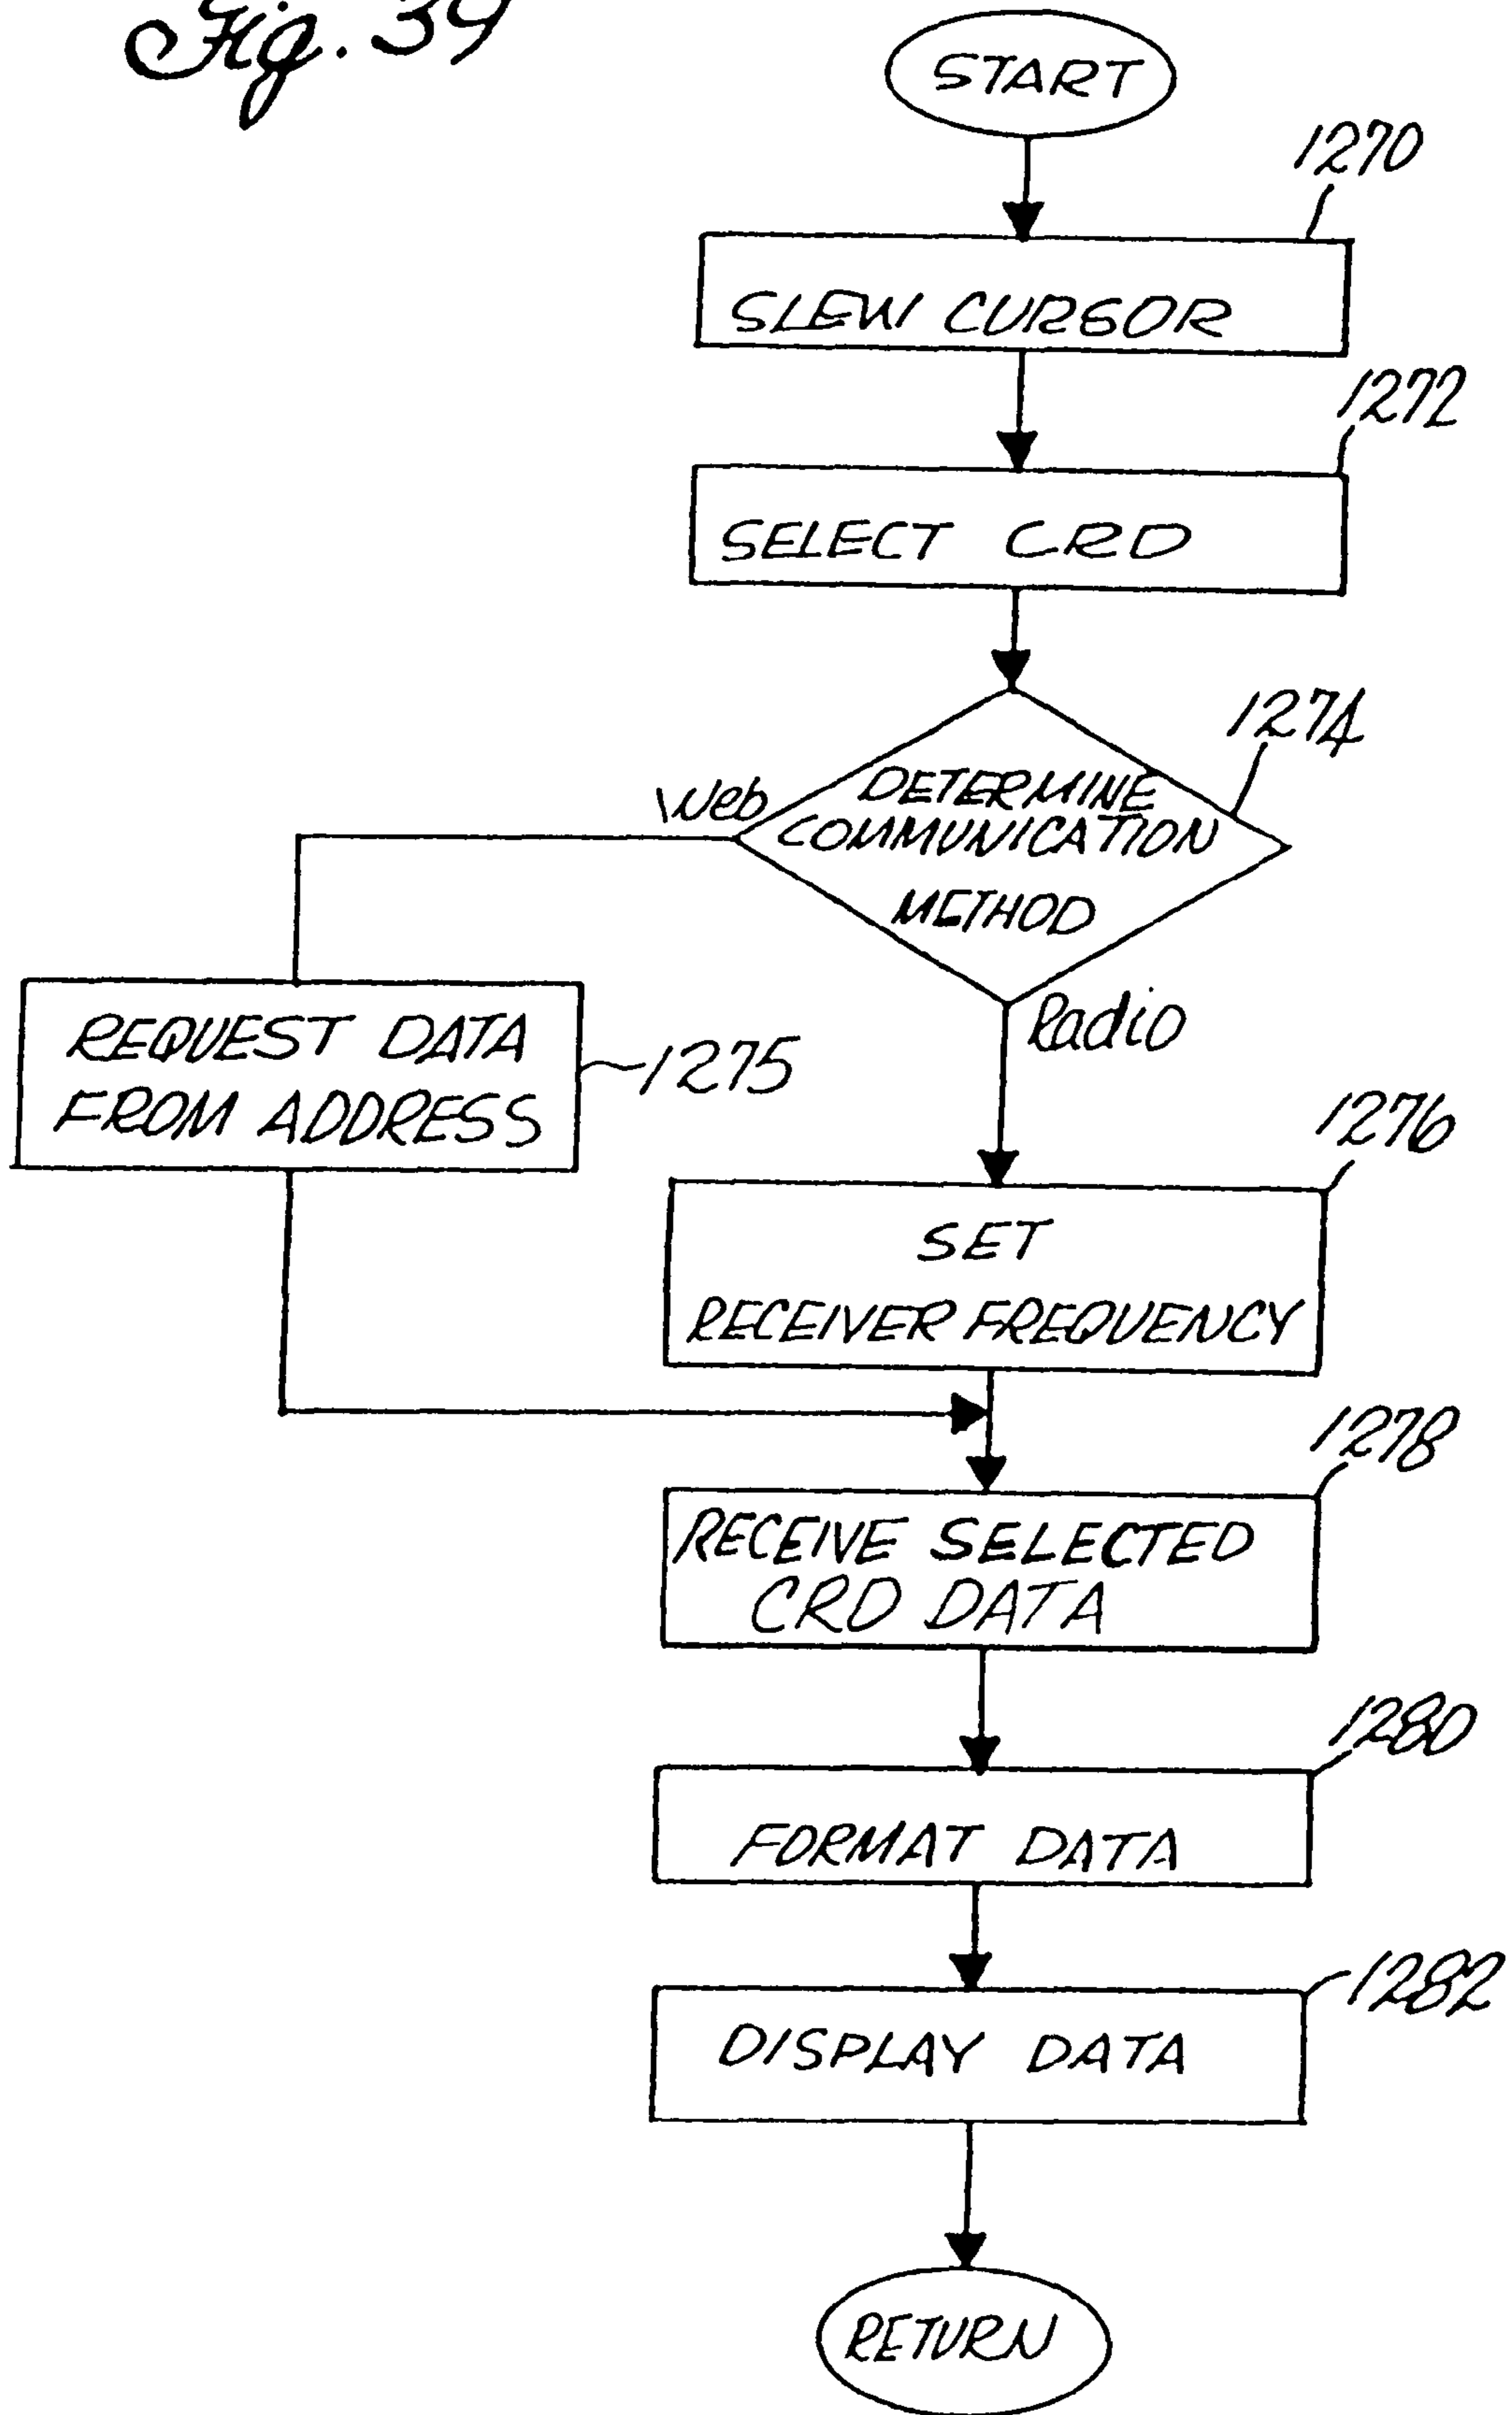 Fig. 39
START
1270
SLEW CURSOR
1272
SELECT CRD
1274
DETERMINE
COMMUNICATION
METHOD
Web
Radio
REQUEST DATA
FROM ADDRESS
1275
1276
SET
RECEIVER FREQUENCY
1278
RECEIVE SELECTED
CRD DATA
1280
FORMAT DATA
1282
DISPLAY DATA
RETURN